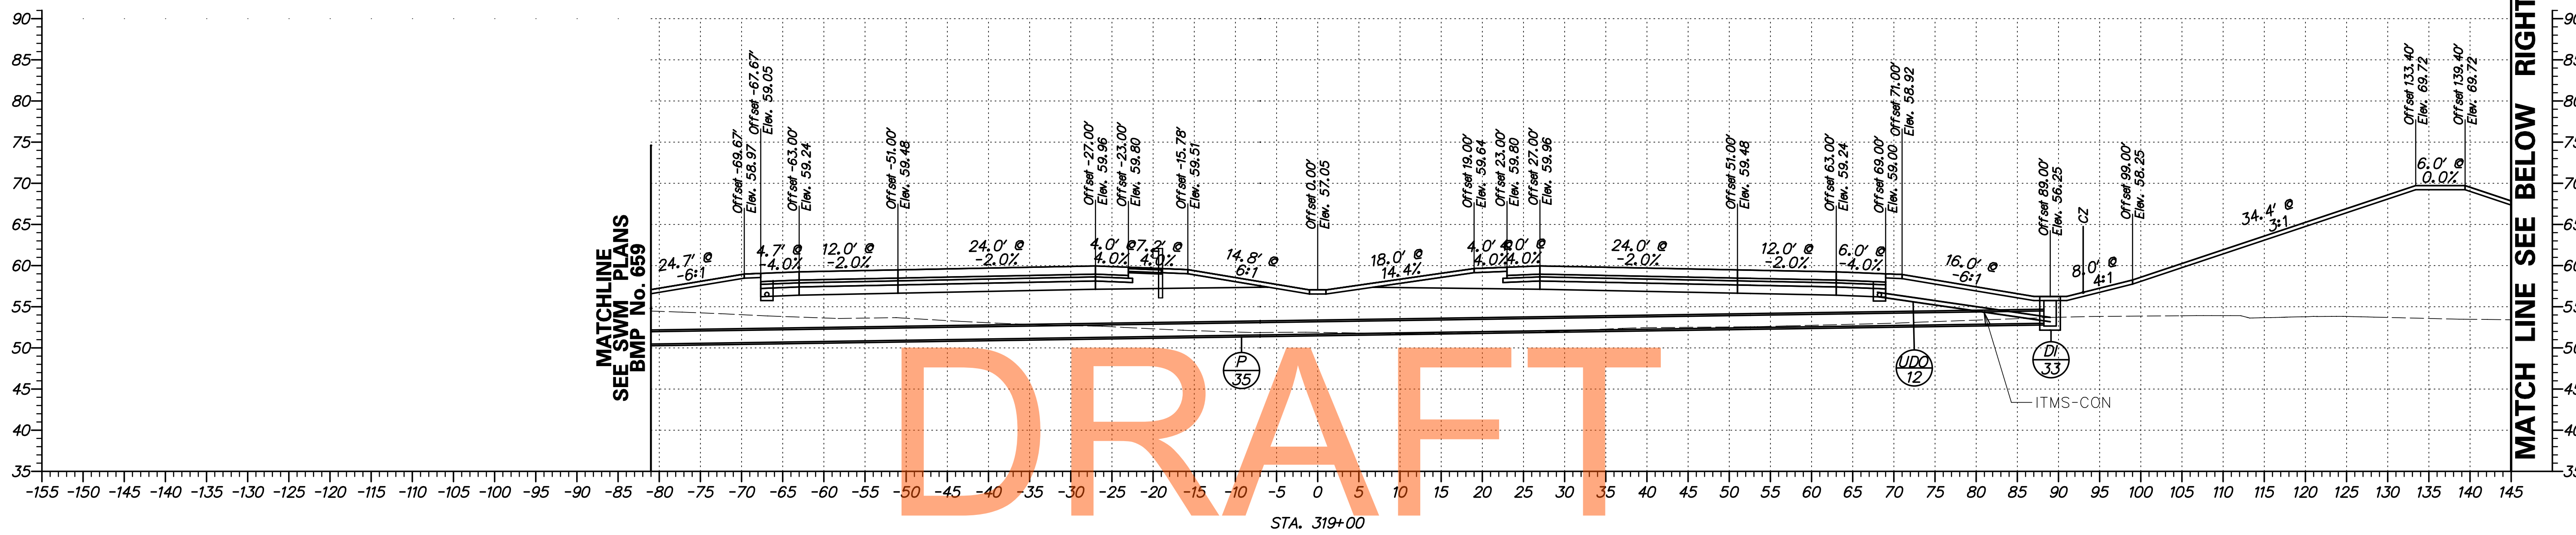 90
85
80
75
70
65
60
55
50
45
40
35
MATCHLINE
SEE SWM PLANS
BMP No. 659
Offset -69.67'
Elev. 58.97
Offset -67.67'
Elev. 59.05
Offset -63.00'
Elev. 59.24
Offset -51.00'
Elev. 59.48
Offset -27.00'
Elev. 59.96
Offset -23.00'
Elev. 59.80
Offset -15.78'
Elev. 59.51
Offset 0.00'
Elev. 57.05
Offset 19.00'
Elev. 59.64
Offset 23.00'
Elev. 59.80
Offset 27.00'
Elev. 59.96
Offset 51.00'
Elev. 59.48
Offset 63.00'
Elev. 59.24
Offset 69.00'
Elev. 59.00
Offset 71.00'
Elev. 58.92
Offset 89.00'
Elev. 56.25
CZ
Offset 99.00'
Elev. 58.25
Offset 133.40'
Elev. 69.72
Offset 139.40'
Elev. 69.72
24.7' @
-6:1
4.7' @
-4.0%
12.0' @
-2.0%
24.0' @
-2.0%
4.0' @
4.0%
7.2' @
4.0%
14.8' @
6:1
18.0' @
14.4%
4.0' @
4.0%
4.0' @
4.0%
24.0' @
-2.0%
12.0' @
-2.0%
6.0' @
-4.0%
16.0' @
-6:1
8.0' @
4:1
34.4' @
3:1
6.0' @
0.0%
P
35
UDO
12
DI
33
ITMS-CON
DRAFT
MATCH LINE SEE BELOW RIGHT
90
85
80
75
70
65
60
55
50
45
40
35
-155 -150 -145 -140 -135 -130 -125 -120 -115 -110 -105 -100 -95 -90 -85 -80 -75 -70 -65 -60 -55 -50 -45 -40 -35 -30 -25 -20 -15 -10 -5 0 5 10 15 20 25 30 35 40 45 50 55 60 65 70 75 80 85 90 95 100 105 110 115 120 125 130 135 140 145
STA. 319+00